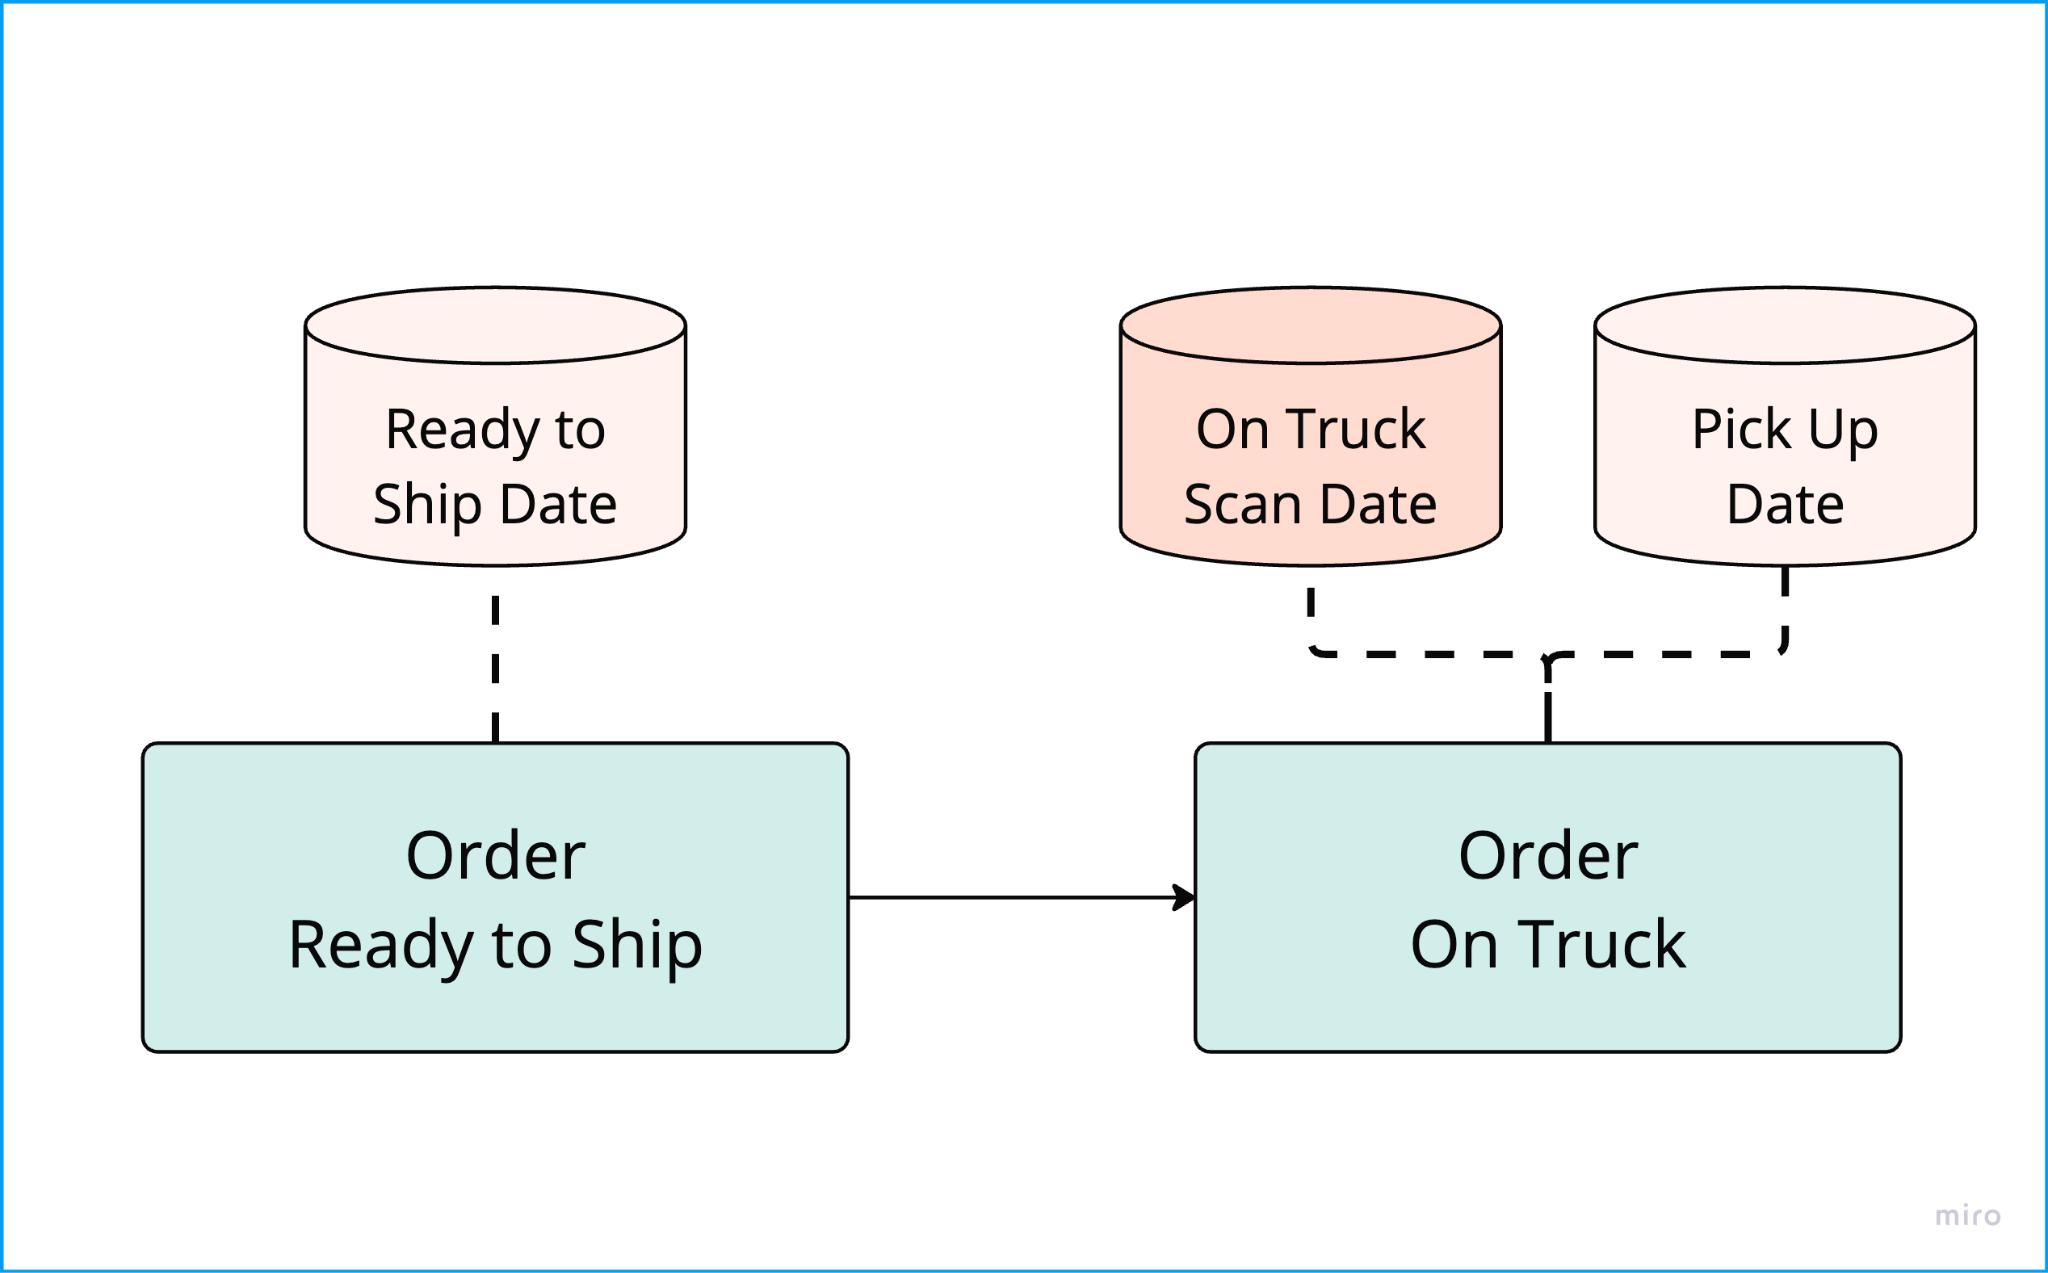 Ready to
Ship Date
On Truck
Scan Date
Pick Up
Date
Order
Ready to Ship
Order
On Truck
miro